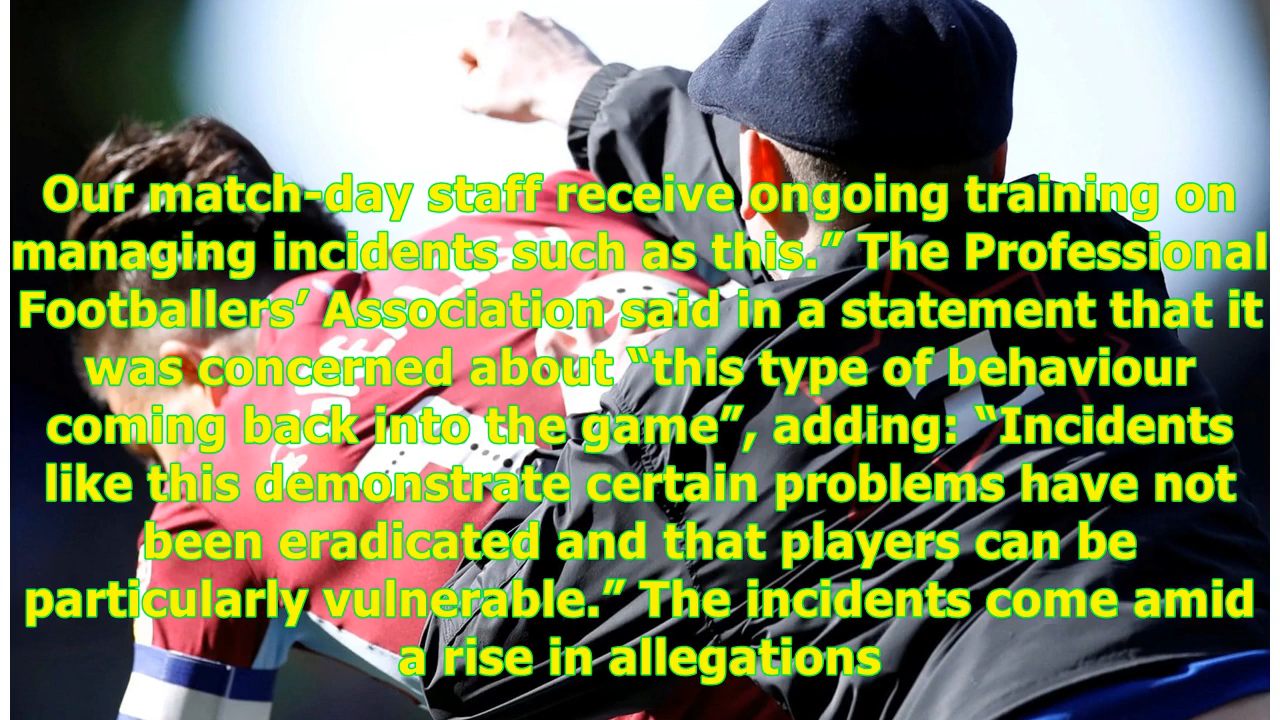 Our match-day staff receive ongoing training on
managing incidents such as this.” The Professional
Footballers’ Association said in a statement that it
was concerned about “this type of behaviour
coming back into the game”, adding: “Incidents
like this demonstrate certain problems have not
been eradicated and that players can be
particularly vulnerable.” The incidents come amid
a rise in allegations